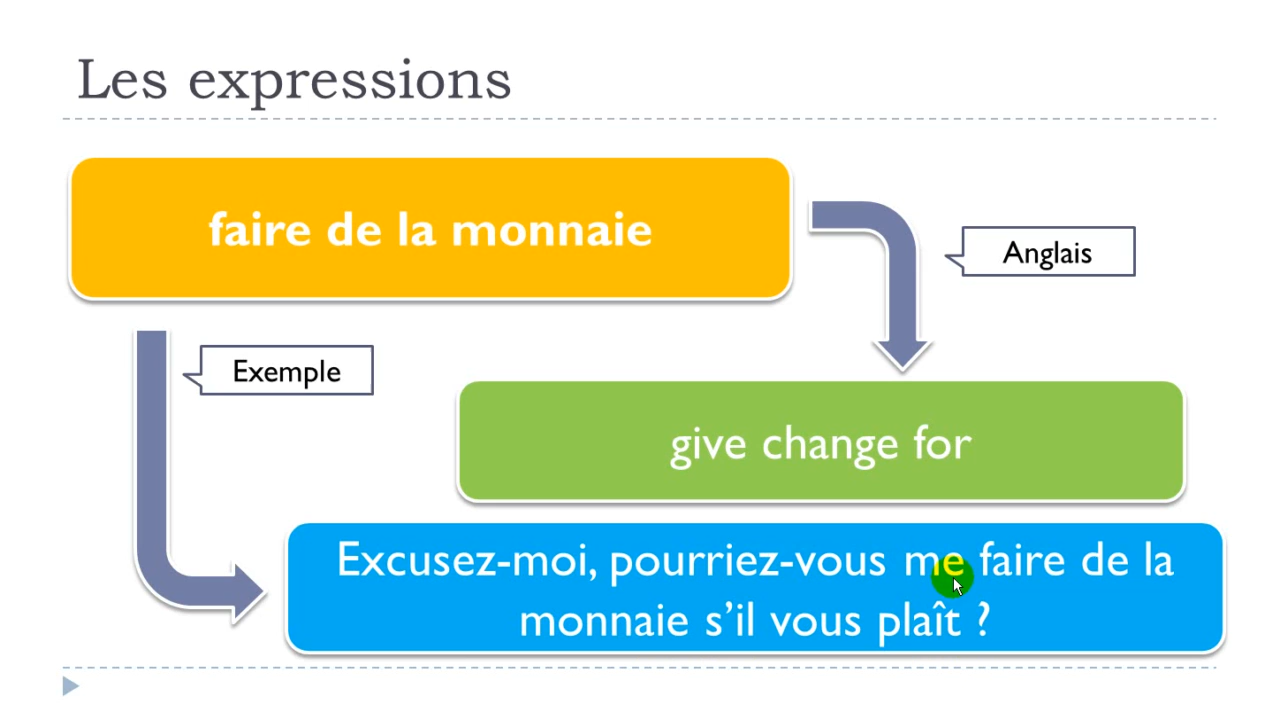 Les expressions
faire de la monnaie
Anglais
Exemple
give change for
Excusez-moi, pourriez-vous me faire de la
monnaie s’il vous plaît ?